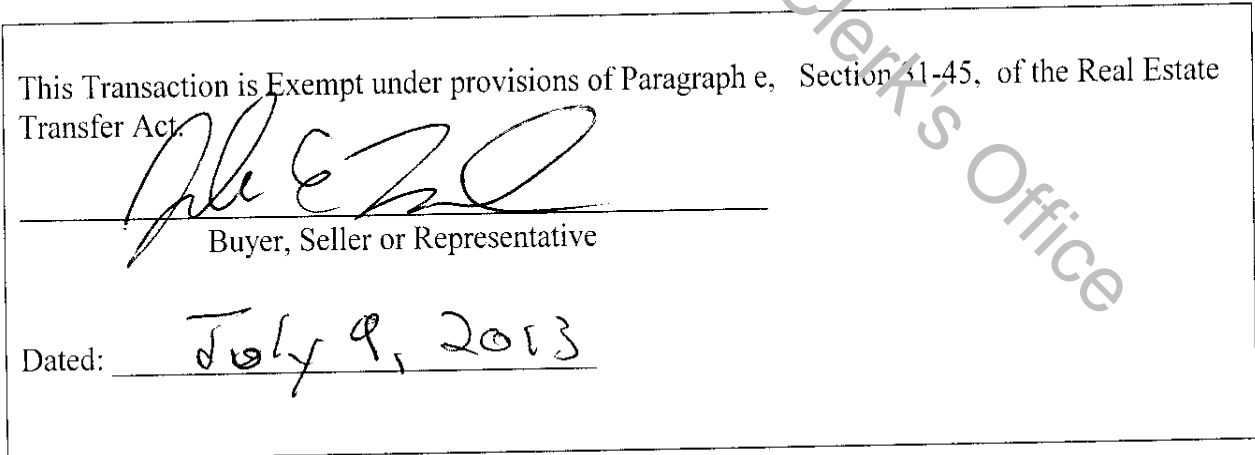 Clerk's Office
This Transaction is Exempt under provisions of Paragraph e, Section 31-45, of the Real Estate
Transfer Act.
Buyer, Seller or Representative
Dated: July 9, 2013